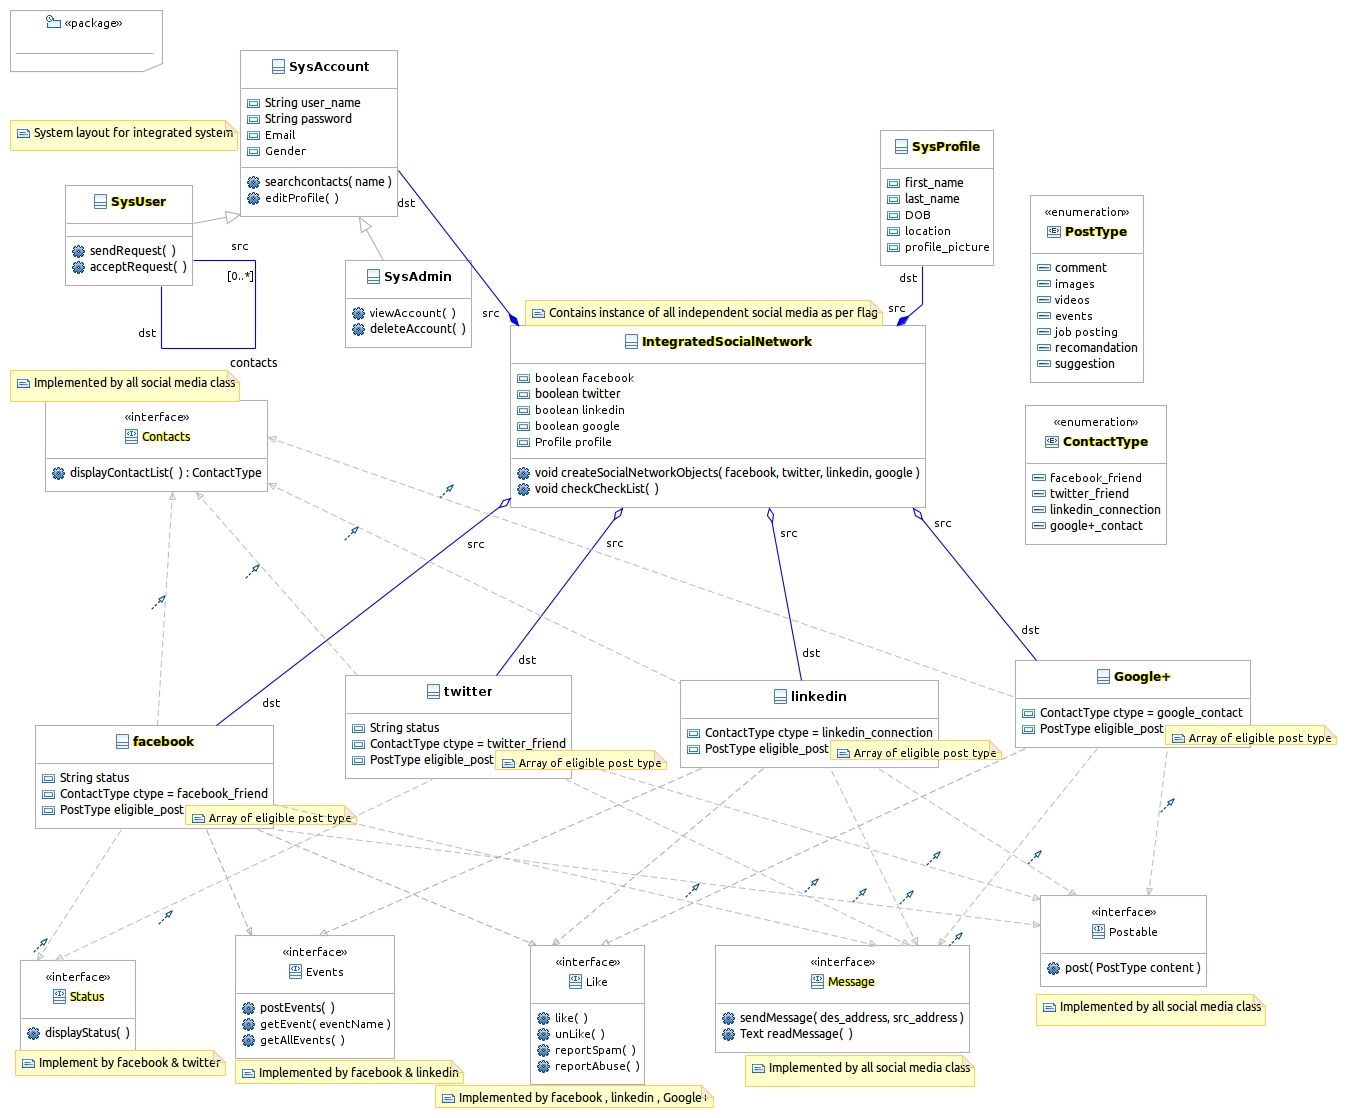 «package»
SysAccount
String user_name
String password
Email
Gender
searchcontacts( name )
editProfile( )
System layout for integrated system
SysUser
sendRequest( )
acceptRequest( )
src
[0..*]
dst
contacts
SysAdmin
viewAccount( )
deleteAccount( )
dst
src
SysProfile
first_name
last_name
DOB
location
profile_picture
dst
src
«enumeration»
PostType
comment
images
videos
events
job posting
recomandation
suggestion
Contains instance of all independent social media as per flag
IntegratedSocialNetwork
boolean facebook
boolean twitter
boolean linkedin
boolean google
Profile profile
void createSocialNetworkObjects( facebook, twitter, linkedin, google )
void checkCheckList( )
«enumeration»
ContactType
facebook_friend
twitter_friend
linkedin_connection
google+_contact
Implemented by all social media class
«interface»
Contacts
displayContactList( ) : ContactType
src
src
src
src
dst
dst
dst
dst
facebook
String status
ContactType ctype = facebook_friend
PostType eligible_post
Array of eligible post type
twitter
String status
ContactType ctype = twitter_friend
PostType eligible_post
Array of eligible post type
linkedin
ContactType ctype = linkedin_connection
PostType eligible_post
Array of eligible post type
Google+
ContactType ctype = google_contact
PostType eligible_post
Array of eligible post type
«interface»
Status
displayStatus( )
Implement by facebook & twitter
«interface»
Events
postEvents( )
getEvent( eventName )
getAllEvents( )
Implemented by facebook & linkedin
«interface»
Like
like( )
unLike( )
reportSpam( )
reportAbuse( )
Implemented by facebook , linkedin , Google+
«interface»
Message
sendMessage( des_address, src_address )
Text readMessage( )
Implemented by all social media class
«interface»
Postable
post( PostType content )
Implemented by all social media class